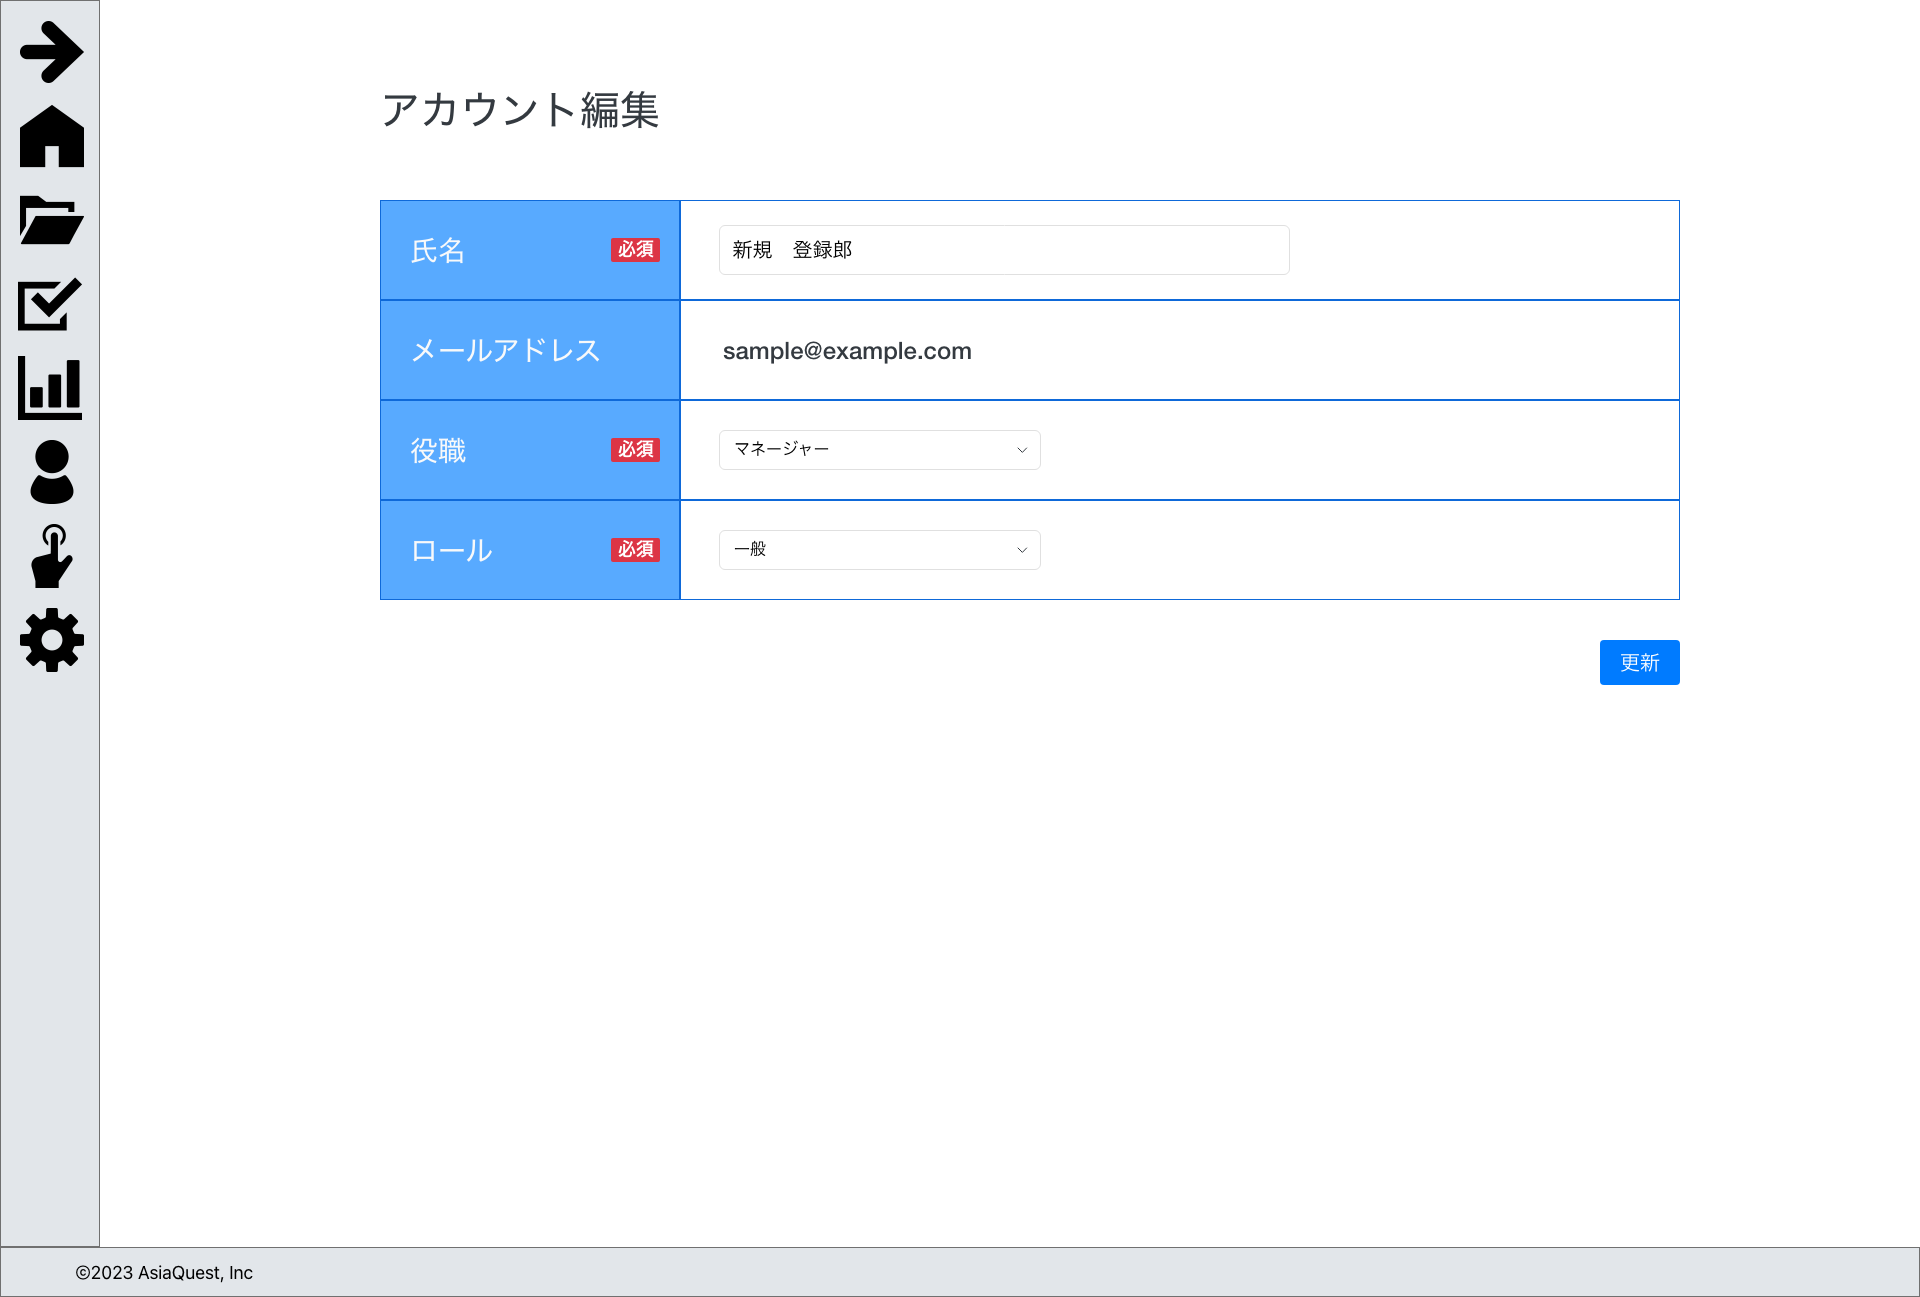 アカウント編集
氏名 必須 新規　登録郎
メールアドレス sample@example.com
役職 必須 マネージャー
ロール 必須 一般
更新
©2023 AsiaQuest, Inc